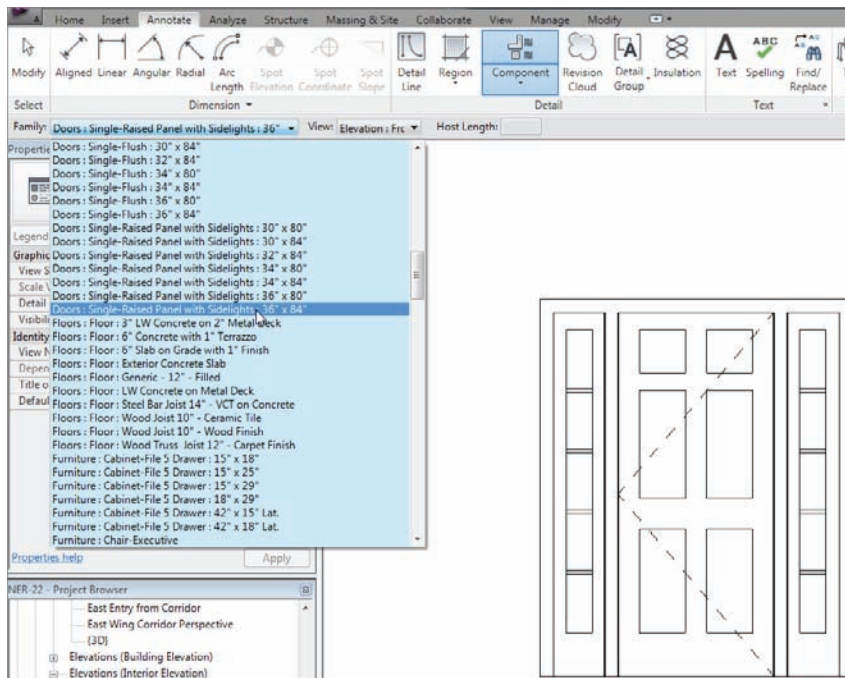 Home Insert Annotate Analyze Structure Massing & Site Collaborate View Manage Modify
Modify Aligned Linear Angular Radial Arc Length Spot Elevation Spot Coordinate Spot Slope Detail Line Region Component Revision Cloud Detail Group Insulation Text Spelling Find/ Replace
Select Dimension Detail Text
Family: Doors : Single-Raised Panel with Sidelights : 36" View: Elevation : Frc Host Length:
Properti
Doors : Single-Flush : 30" x 84"
Doors : Single-Flush : 32" x 84"
Doors : Single-Flush : 34" x 80"
Doors : Single-Flush : 34" x 84"
Doors : Single-Flush : 36" x 80"
Doors : Single-Flush : 36" x 84"
Doors : Single-Raised Panel with Sidelights : 30" x 80"
Legend Doors : Single-Raised Panel with Sidelights : 30" x 84"
Graphic Doors : Single-Raised Panel with Sidelights : 32" x 84"
View S Doors : Single-Raised Panel with Sidelights : 34" x 80"
Scale V Doors : Single-Raised Panel with Sidelights : 34" x 84"
Detail Doors : Single-Raised Panel with Sidelights : 36" x 80"
Visibili Doors : Single-Raised Panel with Sidelights : 36" x 84"
Floors : Floor : 3" LW Concrete on 2" Metal Deck
Identity Floors : Floor : 6" Concrete with 1" Terrazzo
View N Floors : Floor : 6" Slab on Grade with 1" Finish
Depen Floors : Floor : Exterior Concrete Slab
Title o Floors : Floor : Generic - 12" - Filled
Defaul Floors : Floor : LW Concrete on Metal Deck
Floors : Floor : Steel Bar Joist 14" - VCT on Concrete
Floors : Floor : Wood Joist 10" - Ceramic Tile
Floors : Floor : Wood Joist 10" - Wood Finish
Floors : Floor : Wood Truss Joist 12" - Carpet Finish
Furniture : Cabinet-File 5 Drawer : 15" x 18"
Furniture : Cabinet-File 5 Drawer : 15" x 25"
Furniture : Cabinet-File 5 Drawer : 15" x 29"
Furniture : Cabinet-File 5 Drawer : 18" x 29"
Furniture : Cabinet-File 5 Drawer : 42" x 15" Lat.
Furniture : Cabinet-File 5 Drawer : 42" x 18" Lat.
Furniture : Chair-Executive
Properties help Apply
NER-22 - Project Browser
East Entry from Corridor
East Wing Corridor Perspective
{3D}
Elevations (Building Elevation)
Elevations (Interior Elevation)